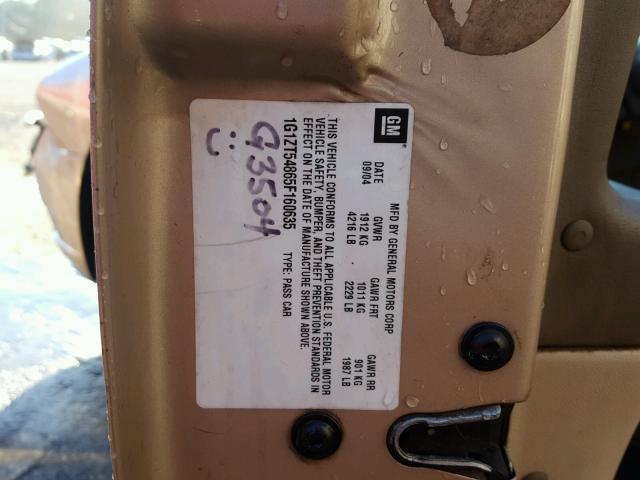 GM
MFD BY GENERAL MOTORS CORP
DATE GVWR GAWR FRT GAWR RR
09/04 1912 KG 1011 KG 901 KG
4216 LB 2229 LB 1987 LB
THIS VEHICLE CONFORMS TO ALL APPLICABLE U.S. FEDERAL MOTOR
VEHICLE SAFETY, BUMPER, AND THEFT PREVENTION STANDARDS IN
EFFECT ON THE DATE OF MANUFACTURE SHOWN ABOVE.
1G1ZT54865F160635 TYPE: PASS CAR
G3504